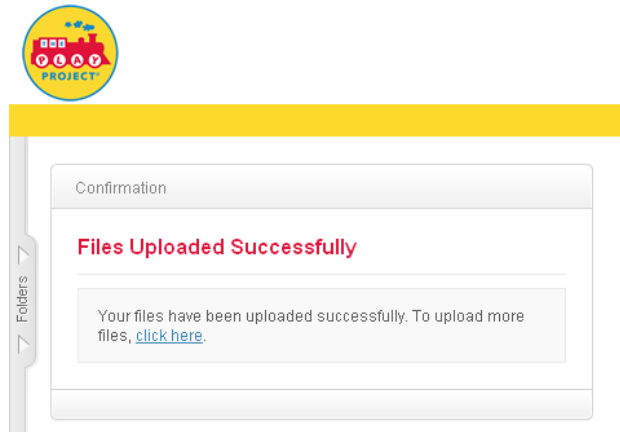 THE
PLAY
PROJECT
Confirmation
Files Uploaded Successfully
Your files have been uploaded successfully. To upload more
files, click here.
Folders